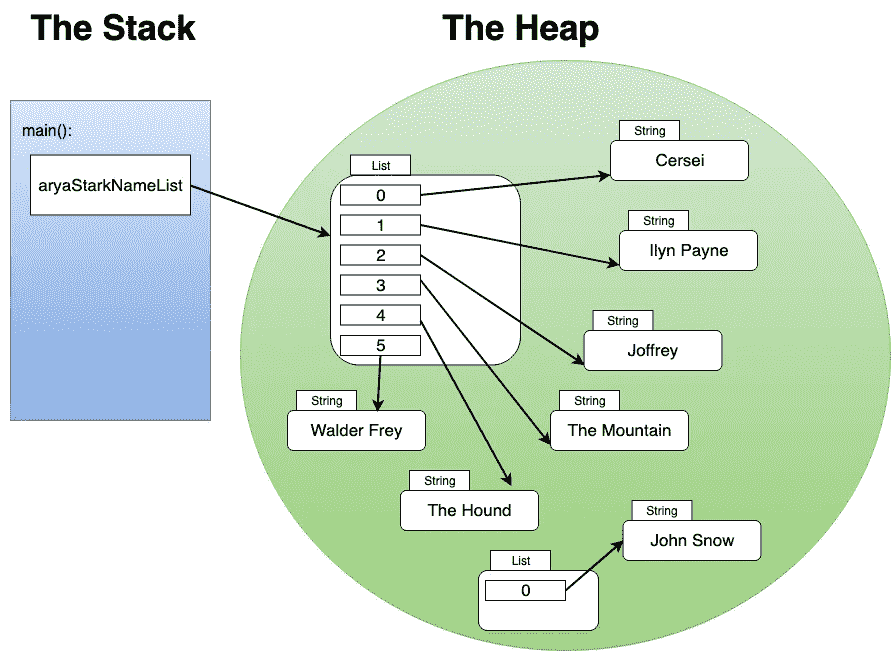 The Stack
The Heap
main():
aryaStarkNameList
List
0
1
2
3
4
5
String
Cersei
String
Ilyn Payne
String
Joffrey
String
The Mountain
String
Walder Frey
String
The Hound
String
John Snow
List
0